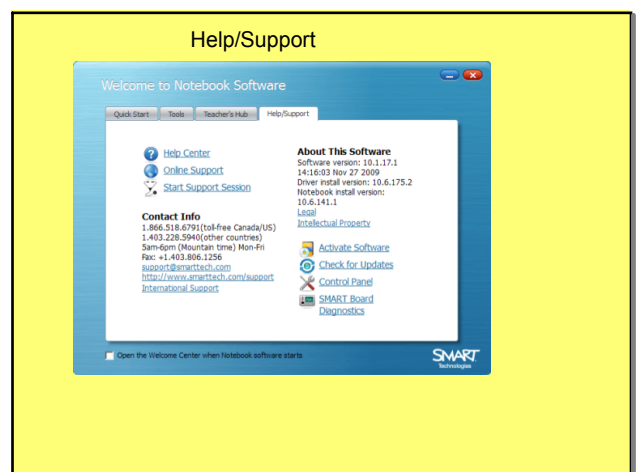 Help/Support
Welcome to Notebook Software
Quick Start
Tools
Teacher's Hub
Help/Support
Help Center
Online Support
Start Support Session
Contact Info
1.866.518.6791(toll-free Canada/US)
1.403.228.5940(other countries)
5am-6pm (Mountain time) Mon-Fri
Fax: +1.403.806.1256
support@smarttech.com
http://www.smarttech.com/support
International Support
About This Software
Software version: 10.1.17.1
14:16:03 Nov 27 2009
Driver install version: 10.6.175.2
Notebook install version:
10.6.141.1
Legal
Intellectual Property
Activate Software
Check for Updates
Control Panel
SMART Board
Diagnostics
Open the Welcome Center when Notebook software starts
SMART
Technologies